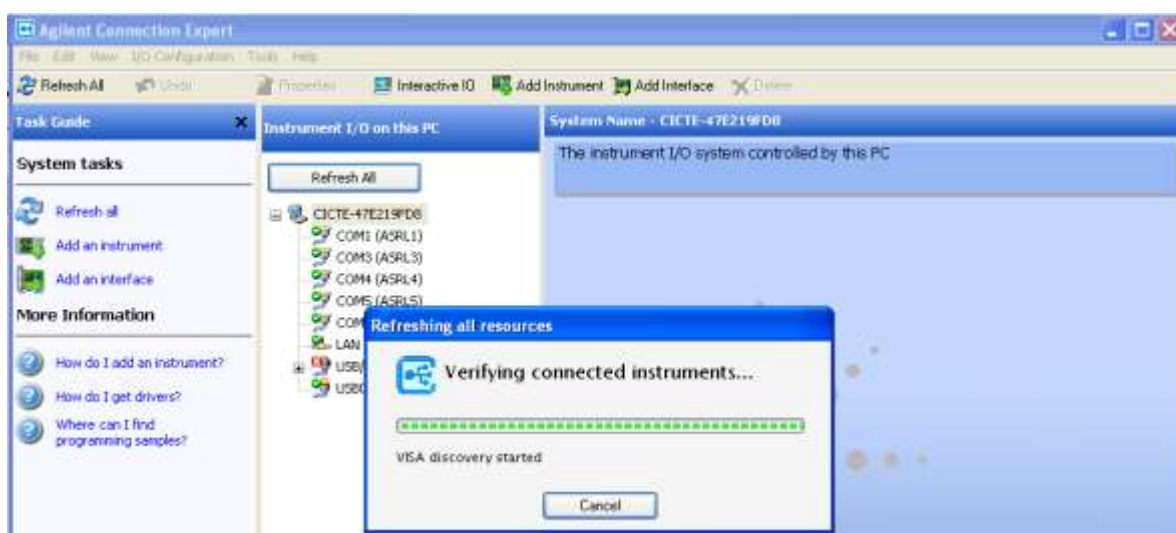 Agilent Connection Expert
File Edit View I/O Configuration Tools Help
Refresh All Undo Properties Interactive IO Add Instrument Add Interface Delete
Task Guide
System tasks
Refresh all
Add an instrument
Add an interface
More Information
How do I add an instrument?
How do I get drivers?
Where can I find
programming samples?
Instrument I/O on this PC
Refresh All
CICTE-47E219FD8
COM1 (ASRL1)
COM3 (ASRL3)
COM4 (ASRL4)
COM5 (ASRL5)
COM
LAN
USB/
USB0
System Name - CICTE-47E219FD8
The instrument I/O system controlled by this PC
Refreshing all resources
Verifying connected instruments...
VISA discovery started
Cancel